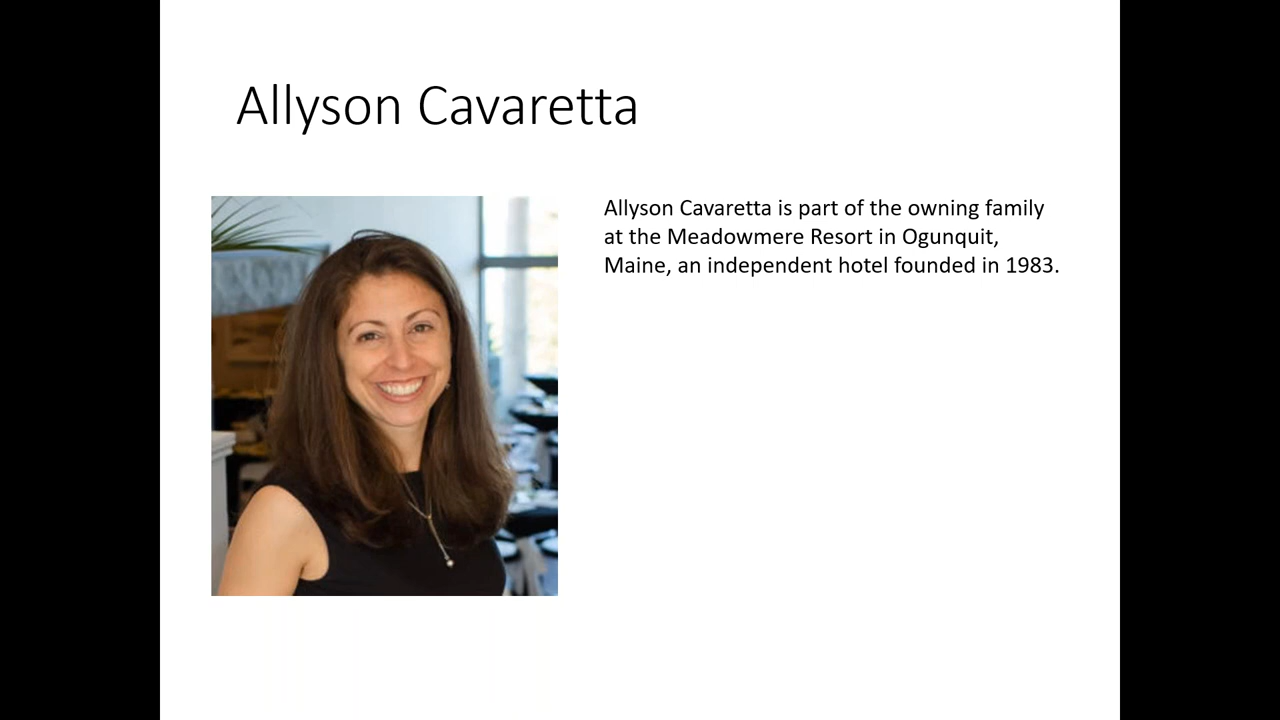 Allyson Cavaretta
Allyson Cavaretta is part of the owning family
at the Meadowmere Resort in Ogunquit,
Maine, an independent hotel founded in 1983.